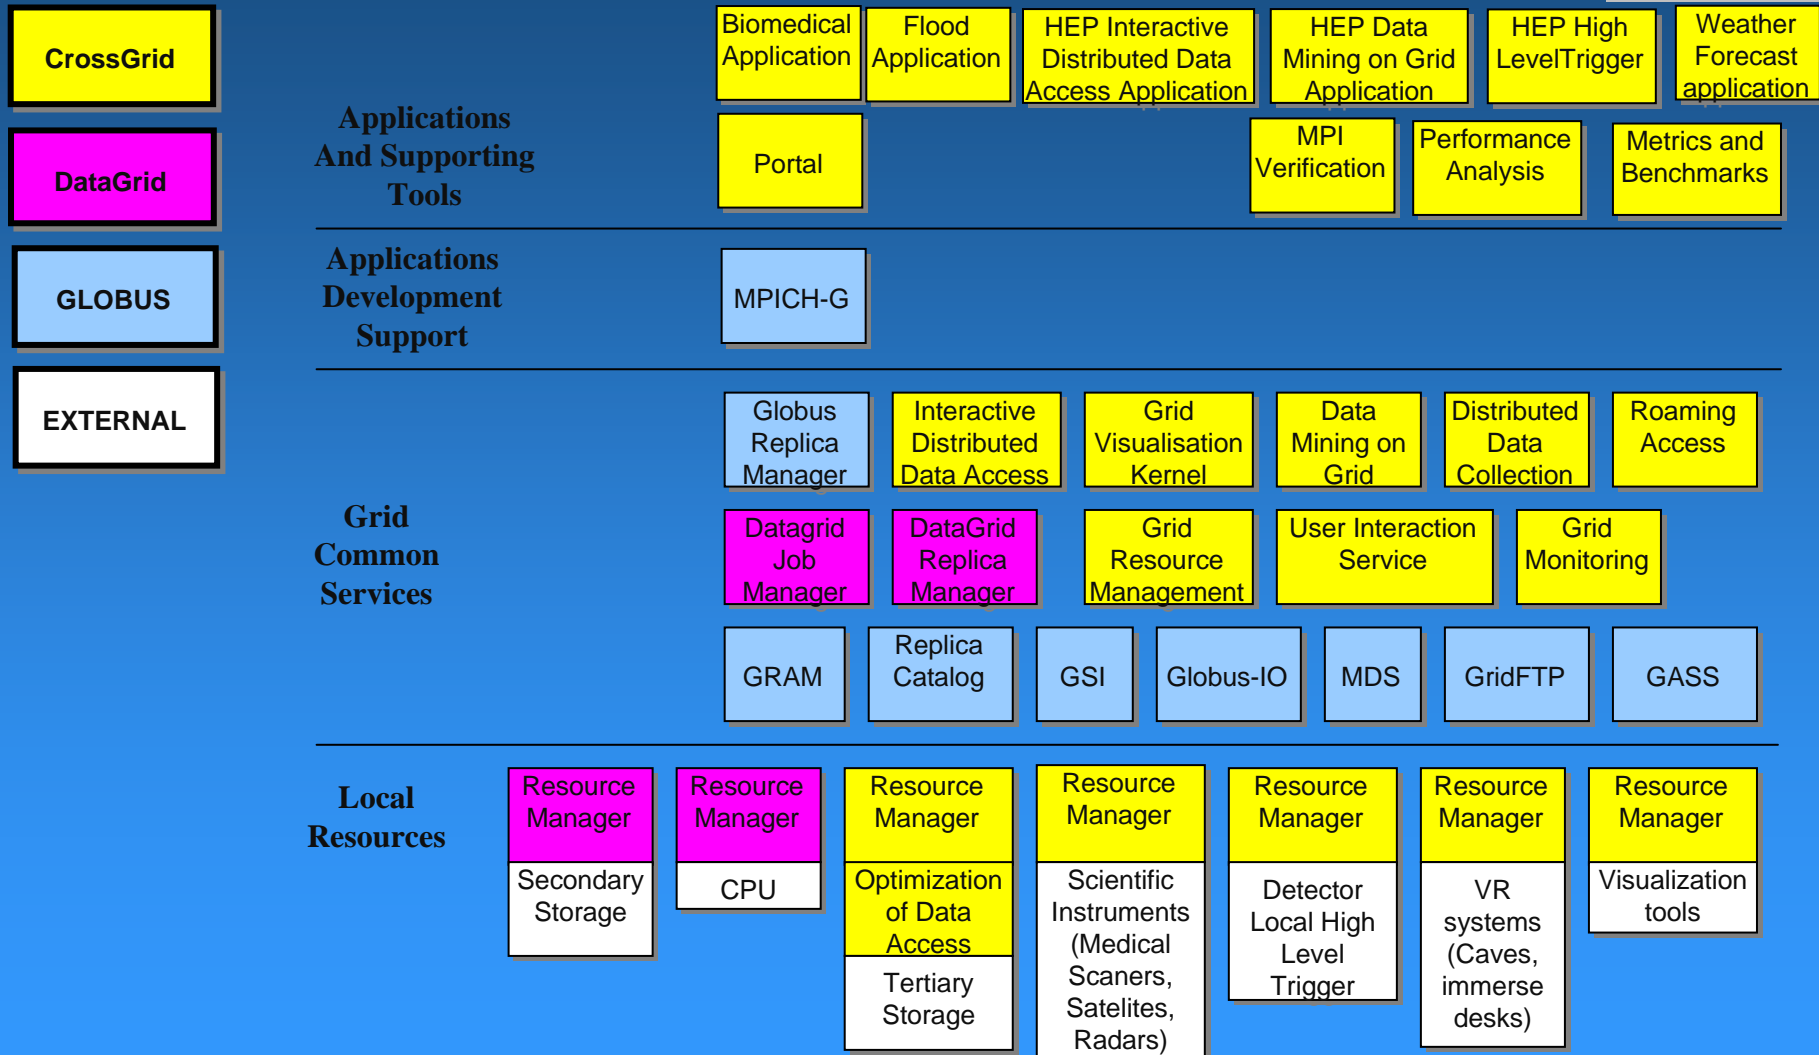 CrossGrid
DataGrid
GLOBUS
EXTERNAL
Applications
And Supporting
Tools
Biomedical
Application
Flood
Application
HEP Interactive
Distributed Data
Access Application
HEP Data
Mining on Grid
Application
HEP High
LevelTrigger
Weather
Forecast
application
Portal
MPI
Verification
Performance
Analysis
Metrics and
Benchmarks
Applications
Development
Support
MPICH-G
Grid
Common
Services
Globus
Replica
Manager
Interactive
Distributed
Data Access
Grid
Visualisation
Kernel
Data
Mining on
Grid
Distributed
Data
Collection
Roaming
Access
Datagrid
Job
Manager
DataGrid
Replica
Manager
Grid
Resource
Management
User Interaction
Service
Grid
Monitoring
GRAM
Replica
Catalog
GSI
Globus-IO
MDS
GridFTP
GASS
Local
Resources
Resource
Manager
Secondary
Storage
Resource
Manager
CPU
Resource
Manager
Optimization
of Data
Access
Tertiary
Storage
Resource
Manager
Scientific
Instruments
(Medical
Scaners,
Satelites,
Radars)
Resource
Manager
Detector
Local High
Level
Trigger
Resource
Manager
VR
systems
(Caves,
immerse
desks)
Resource
Manager
Visualization
tools